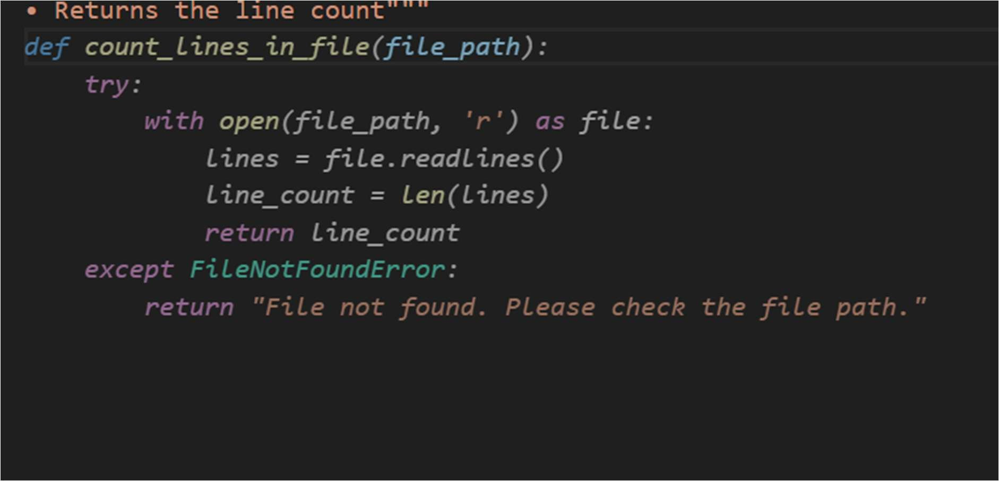 • Returns the line count"""
def count_lines_in_file(file_path):
    try:
        with open(file_path, 'r') as file:
            lines = file.readlines()
            line_count = len(lines)
            return line_count
    except FileNotFoundError:
        return "File not found. Please check the file path."